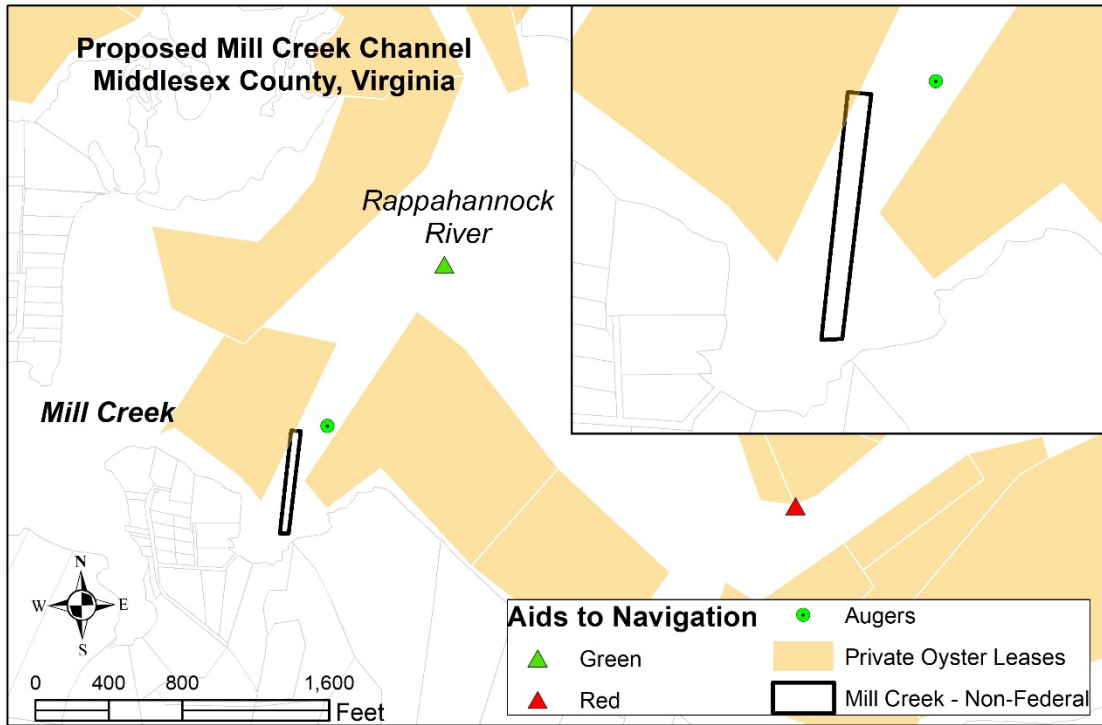 Proposed Mill Creek Channel
Middlesex County, Virginia
Rappahannock
River
Mill Creek
N
W E
S
0 400 800 1,600
Feet
Aids to Navigation
Green
Red
Augers
Private Oyster Leases
Mill Creek - Non-Federal